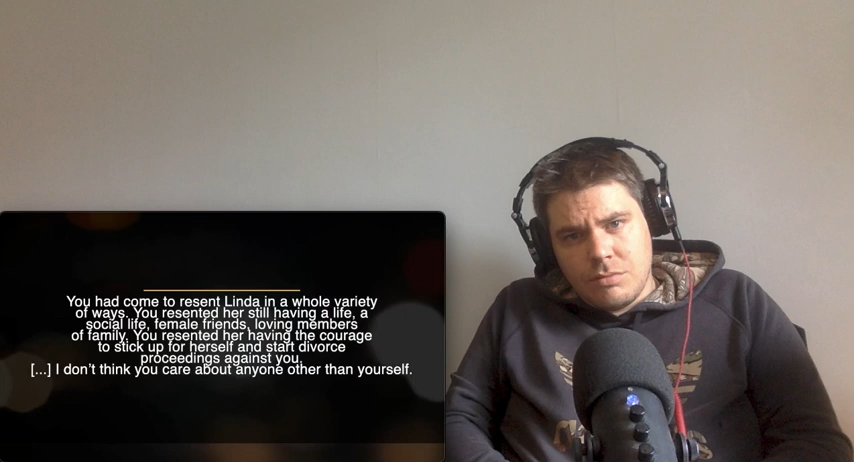 You had come to resent Linda in a whole variety
of ways. You resented her still having a life, a
social life, female friends, loving members
of family. You resented her having the courage
to stick up for herself and start divorce
proceedings against you.
[...] I don't think you care about anyone other than yourself.